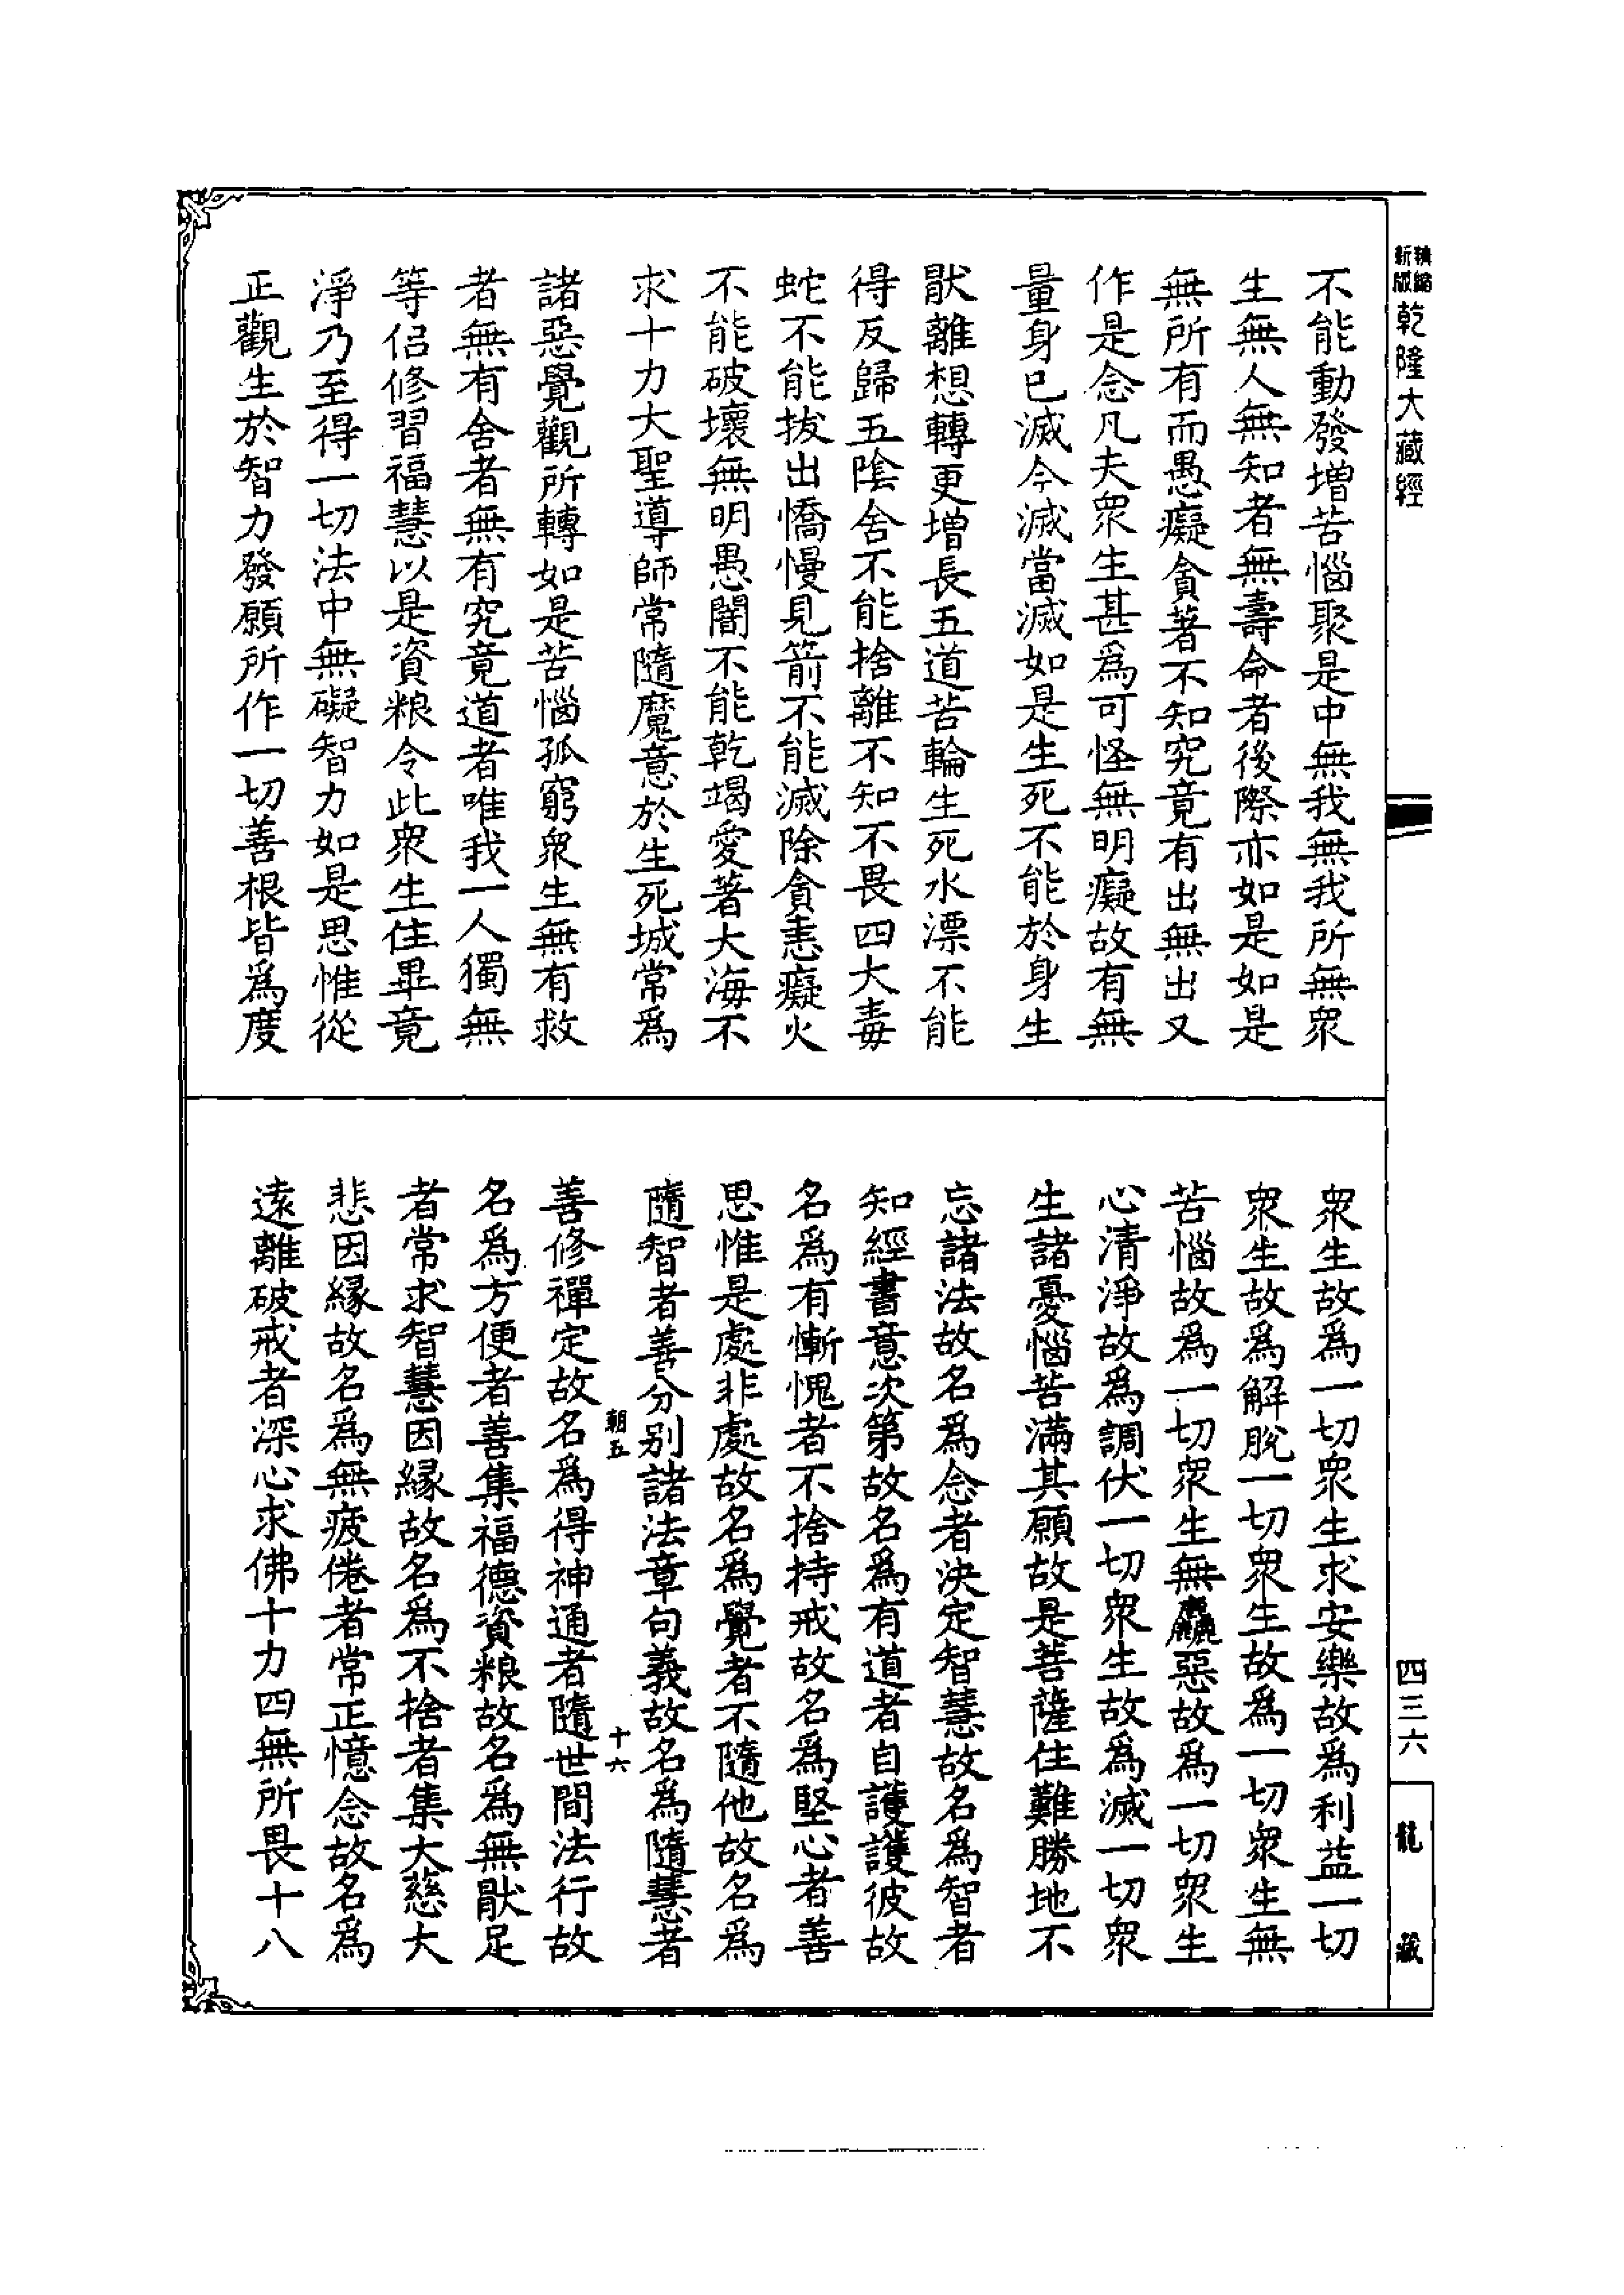 新版精縮乾隆大藏經
不能動發增苦惱聚是中無我無我所無衆
生無人無知者無壽命者後際亦如是如是
無所有而愚癡貪著不知究竟有出無出又
作是念凡夫衆生甚爲可怪無明癡故有無
量身已滅今滅當滅如是生死不能於身生
猒離想轉更增長五道苦輪生死水漂不能
得反歸五陰舍不能捨離不知不畏四大毒
蛇不能拔出憍慢見箭不能滅除貪恚癡火
不能破壞無明愚闇不能乾竭愛著大海不
求十力大聖導師常隨魔意於生死城常爲
諸惡覺觀所轉如是苦惱孤窮衆生無有救
者無有舍者無有究竟道者唯我一人獨無
等侶修習福慧以是資粮令此衆生住畢竟
淨乃至得一切法中無礙智力如是思惟從
正觀生於智力發願所作一切善根皆爲度
衆生故爲一切衆生求安樂故爲利益一切
衆生故爲解脫一切衆生故爲一切衆生無
苦惱故爲一切衆生無麤惡故爲一切衆生
心清淨故爲調伏一切衆生故爲滅一切衆
生諸憂惱苦滿其願故是菩薩住難勝地不
忘諸法故名爲念者決定智慧故名爲智者
知經書意次第故名爲有道者自護護彼故
名爲有慚愧者不捨持戒故名爲堅心者善
思惟是處非處故名爲覺者不隨他故名爲
隨智者善分別諸法章句義故名爲隨慧者
朝五 十六
善修禪定故名爲得神通者隨世間法行故
名爲方便者善集福德資粮故名爲無猒足
者常求智慧因緣故名爲不捨者集大慈大
悲因緣故名爲無疲倦者常正憶念故名爲
遠離破戒者深心求佛十力四無所畏十八
四三六
龍藏